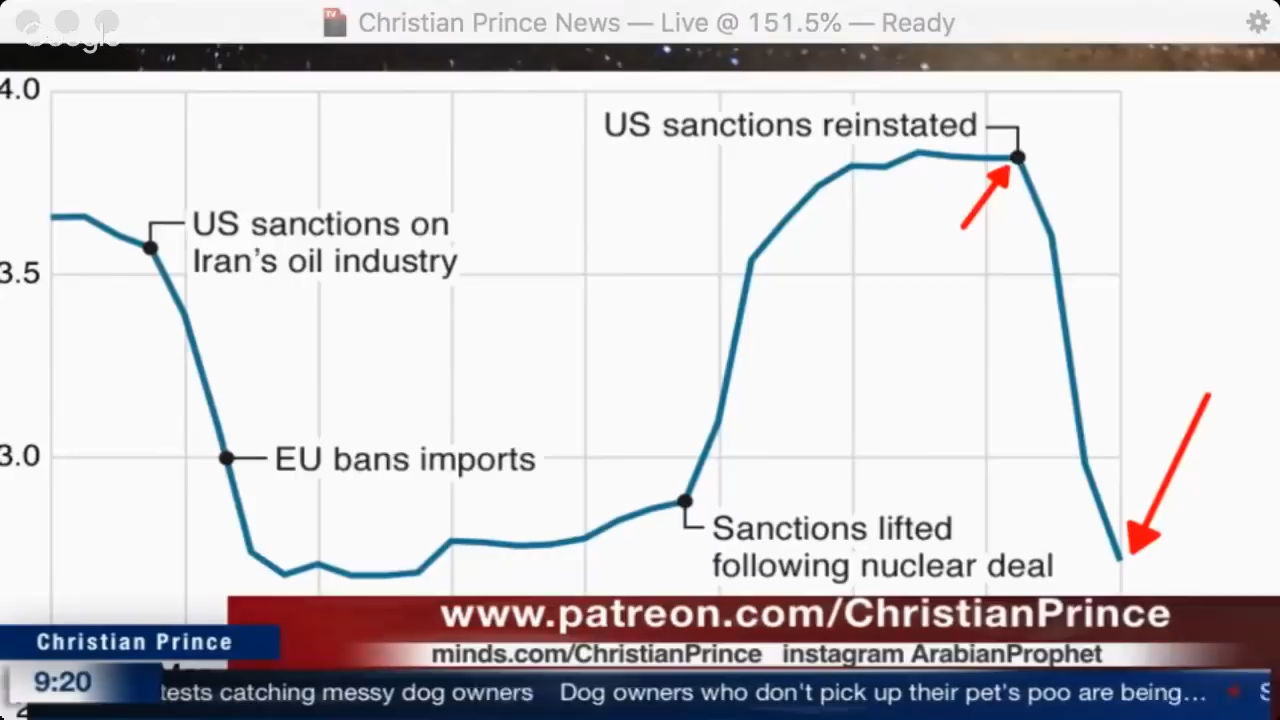 TV
Christian Prince News — Live @ 151.5% — Ready
Google
4.0
US sanctions reinstated
US sanctions on
Iran's oil industry
3.5
3.0
EU bans imports
Sanctions lifted
following nuclear deal
www.patreon.com/ChristianPrince
Christian Prince
minds.com/ChristianPrince instagram ArabianProphet
9:20
tests catching messy dog owners Dog owners who don't pick up their pet's poo are being... S